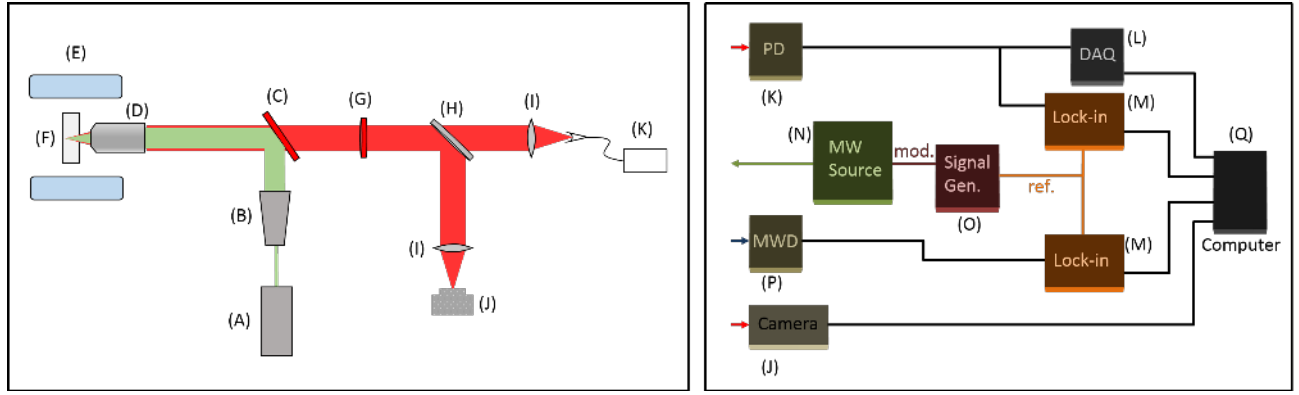 (E)
(D)
(C)
(G)
(H)
(I)
(F)
(K)
(B)
(I)
(A)
(J)
PD
(K)
DAQ
(L)
Lock-in
(M)
(N)
MW
Source
mod.
Signal
Gen.
(O)
ref.
(Q)
Computer
MWD
(P)
Lock-in
(M)
Camera
(J)